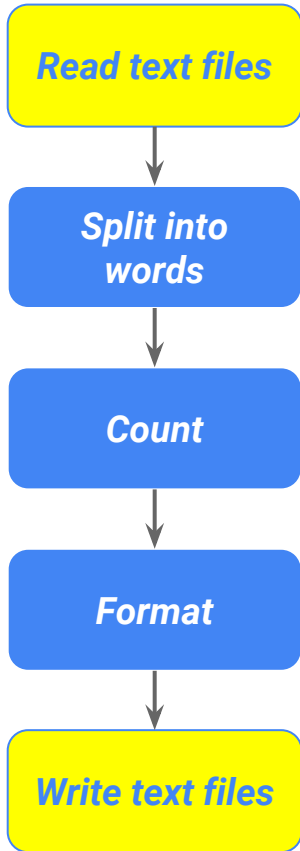 Read text files
Split into
words
Count
Format
Write text files